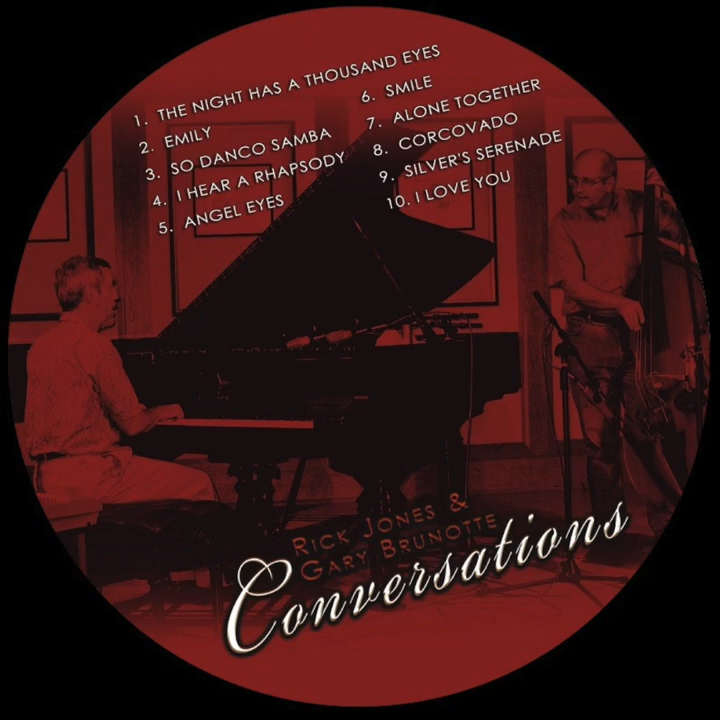 1. THE NIGHT HAS A THOUSAND EYES
2. EMILY
3. SO DANCO SAMBA
4. I HEAR A RHAPSODY
5. ANGEL EYES
6. SMILE
7. ALONE TOGETHER
8. CORCOVADO
9. SILVER'S SERENADE
10. I LOVE YOU
RICK JONES &
GARY BRUNOTTE
Conversations